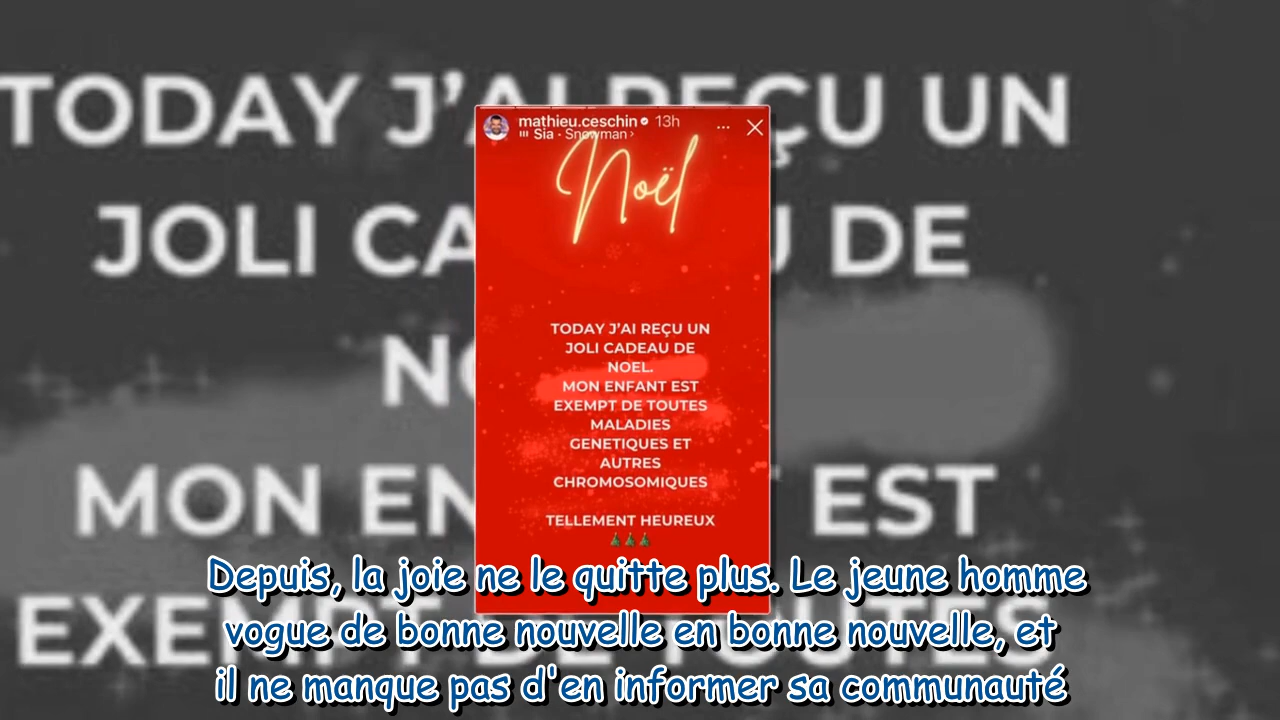 TODAY J'AI REÇU UN
JOLI CADEAU DE
MON EN
EST
mathieu.ceschin 13h
Sia · Snowman ›
Noël
TODAY J'AI REÇU UN
JOLI CADEAU DE
NOEL.
MON ENFANT EST
EXEMPT DE TOUTES
MALADIES
GENETIQUES ET
AUTRES
CHROMOSOMIQUES
TELLEMENT HEUREUX
Depuis, la joie ne le quitte plus. Le jeune homme
vogue de bonne nouvelle en bonne nouvelle, et
il ne manque pas d'en informer sa communauté